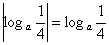 |log_a 1/4| = log_a 1/4